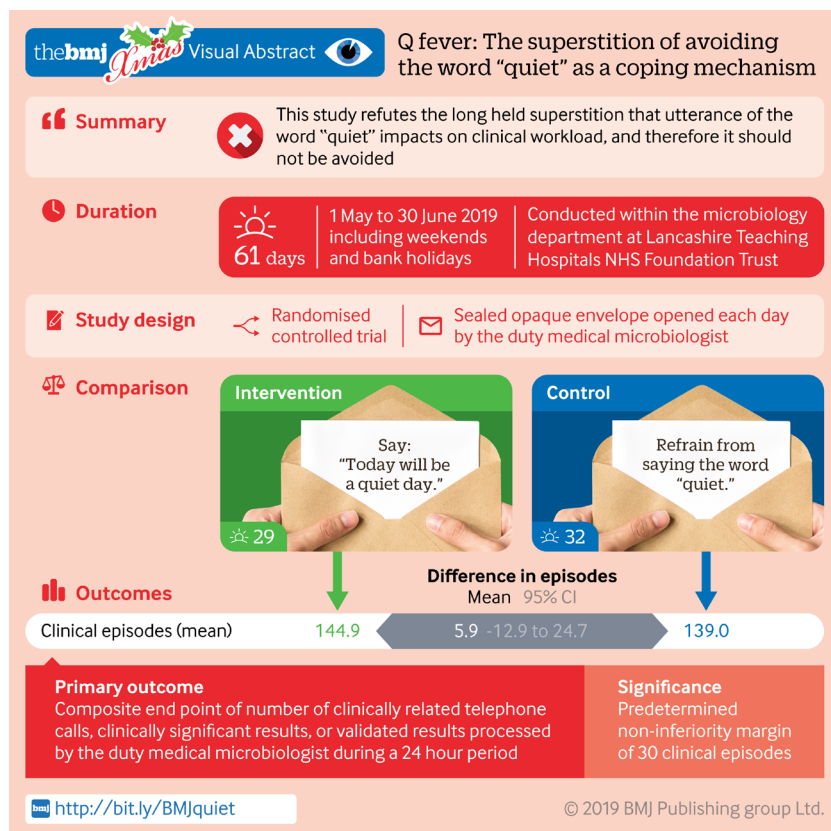 thebmj Xmas Visual Abstract
Q fever: The superstition of avoiding
the word “quiet” as a coping mechanism
Summary
This study refutes the long held superstition that utterance of the
word “quiet” impacts on clinical workload, and therefore it should
not be avoided
Duration
61 days
1 May to 30 June 2019
including weekends
and bank holidays
Conducted within the microbiology
department at Lancashire Teaching
Hospitals NHS Foundation Trust
Study design
Randomised
controlled trial
Sealed opaque envelope opened each day
by the duty medical microbiologist
Comparison
Intervention
Say:
“Today will be
a quiet day.”
29
Control
Refrain from
saying the word
“quiet.”
32
Outcomes
Difference in episodes
Mean 95% CI
Clinical episodes (mean) 144.9 5.9 -12.9 to 24.7 139.0
Primary outcome
Composite end point of number of clinically related telephone
calls, clinically significant results, or validated results processed
by the duty medical microbiologist during a 24 hour period
Significance
Predetermined
non-inferiority margin
of 30 clinical episodes
bmj http://bit.ly/BMJquiet
© 2019 BMJ Publishing group Ltd.